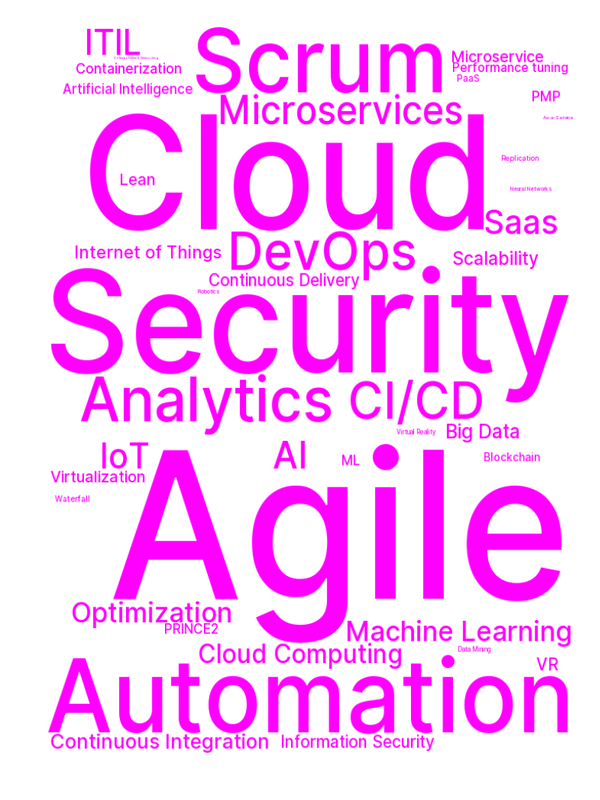 ITIL
Scrum
Microservice
Containerization
Performance tuning
PaaS
Artificial Intelligence
PMP
Microservices
Cloud
Replication
Lean
Neural Networks
Saas
DevOps
Internet of Things
Scalability
Continuous Delivery
Robotics
Security
Analytics
CI/CD
Virtual Reality
Big Data
IoT
AI
ML
Blockchain
Virtualization
Waterfall
Agile
Optimization
PRINCE2
Machine Learning
Cloud Computing
Data Mining
VR
Automation
Continuous Integration
Information Security